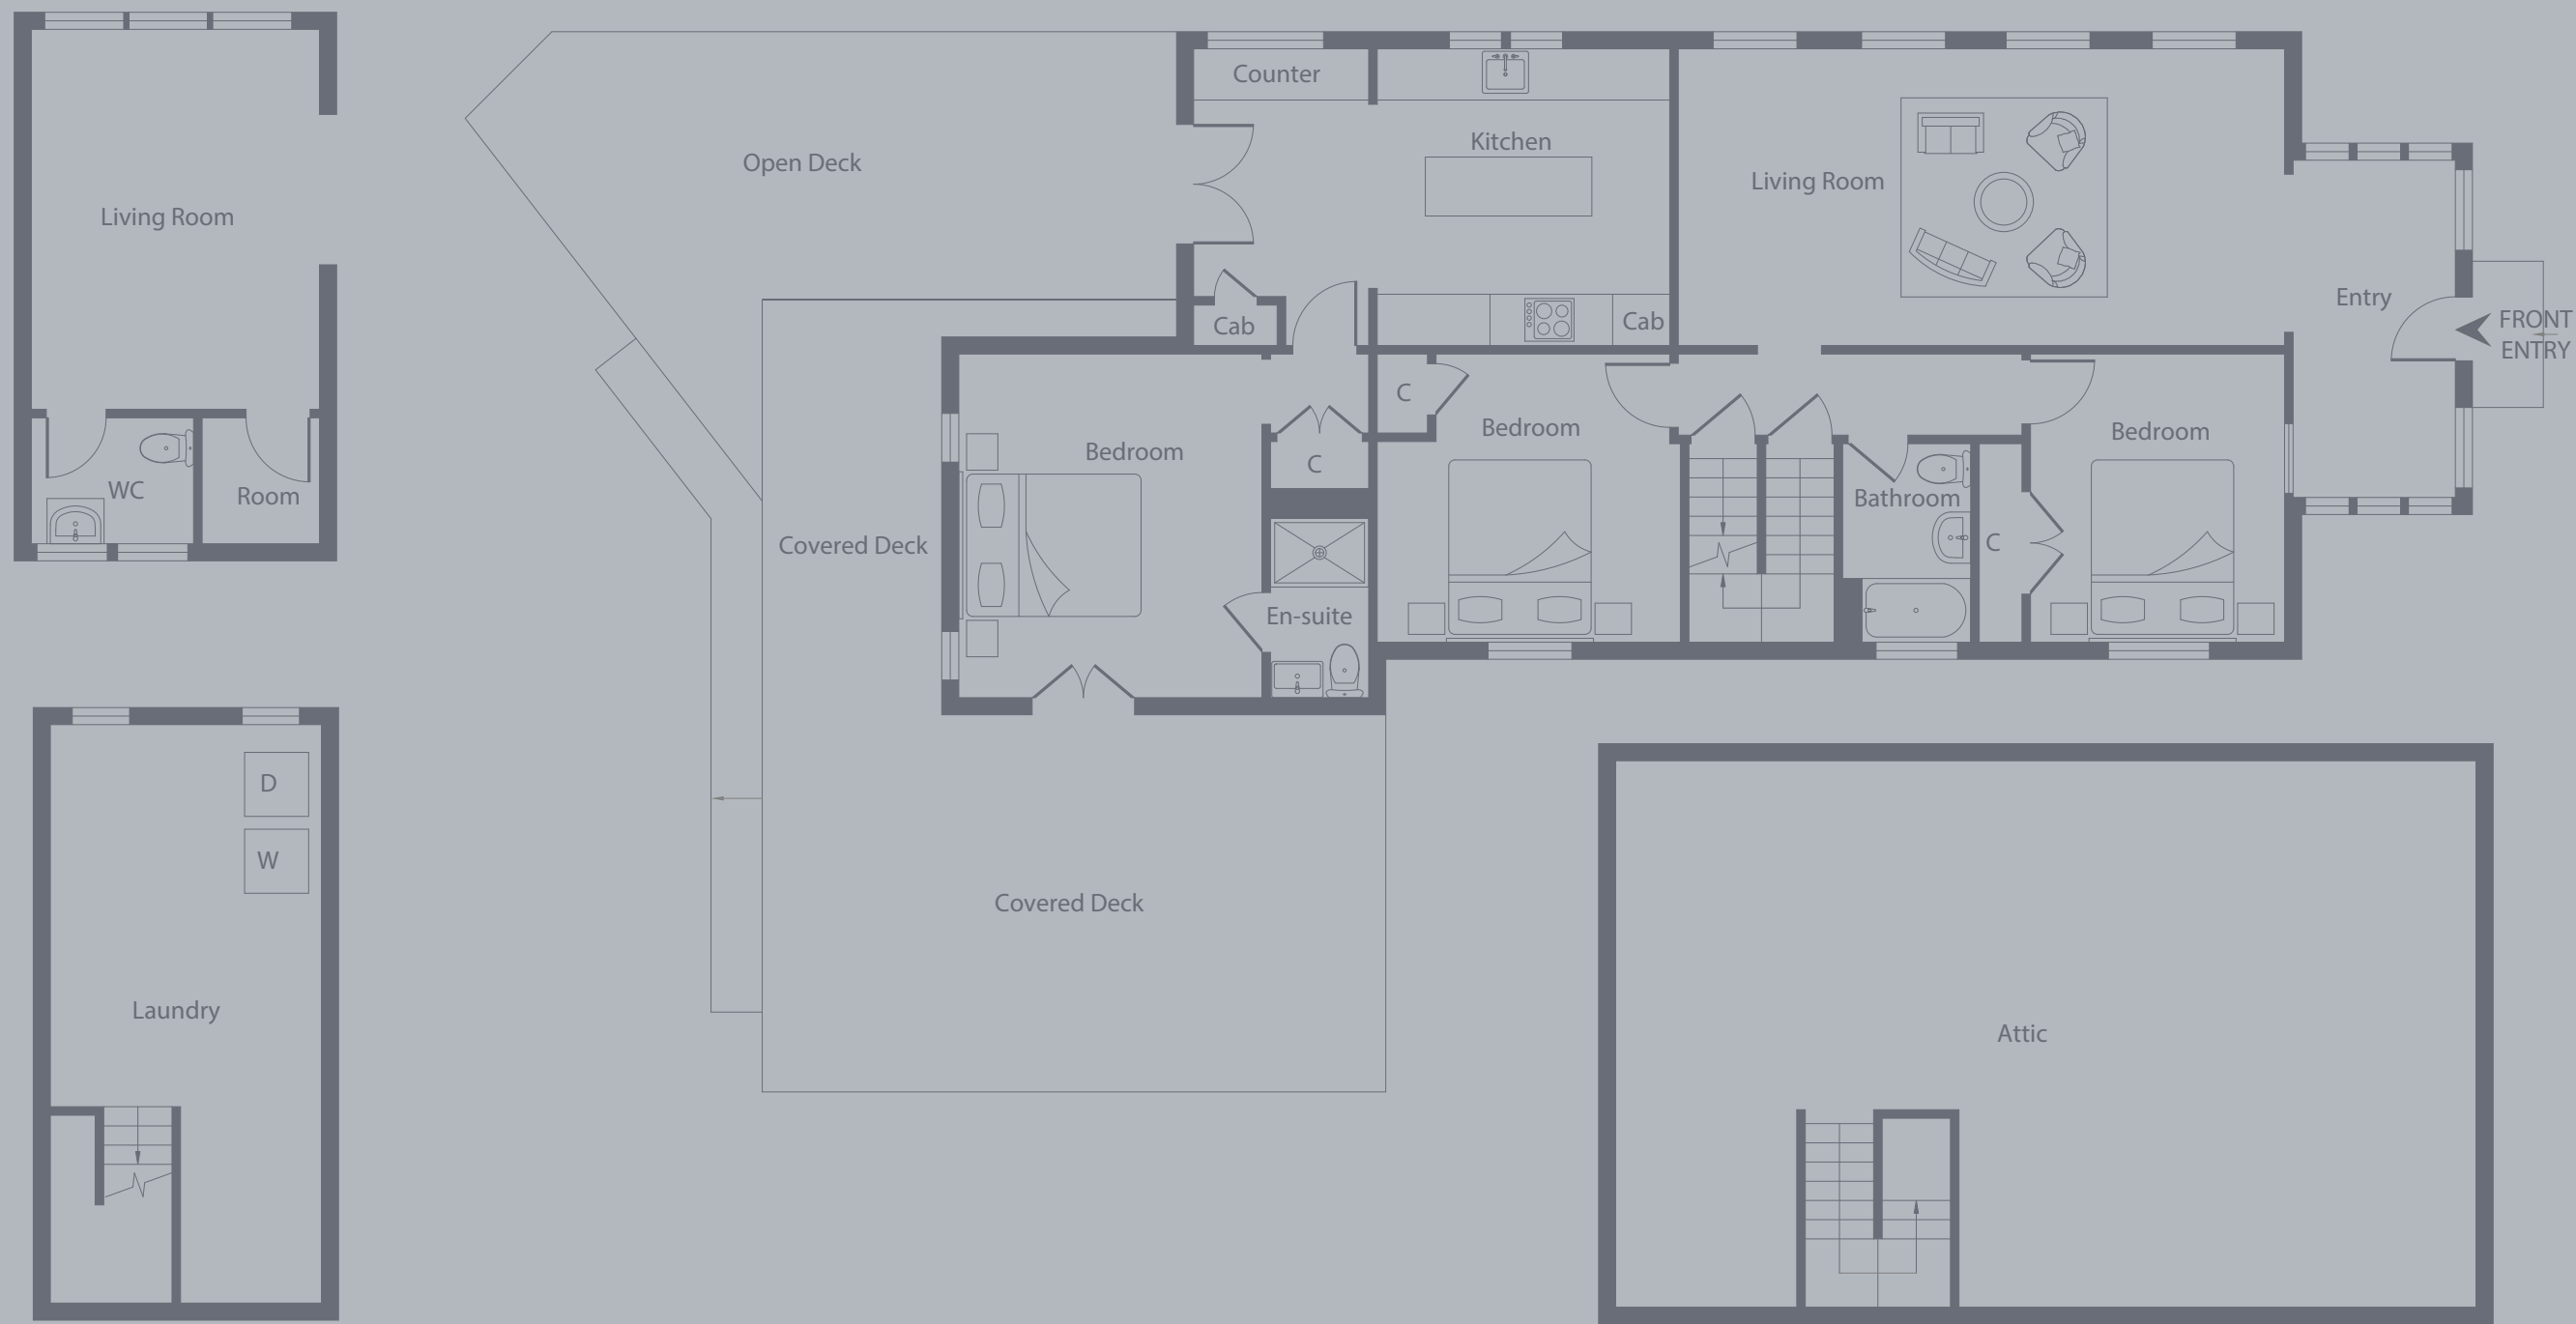 Living Room
WC
Room
Open Deck
Counter
Kitchen
Living Room
Cab
Cab
Entry
FRONT
ENTRY
C
Bedroom
C
Bedroom
Bathroom
C
Bedroom
Covered Deck
En-suite
Covered Deck
D
W
Laundry
Attic